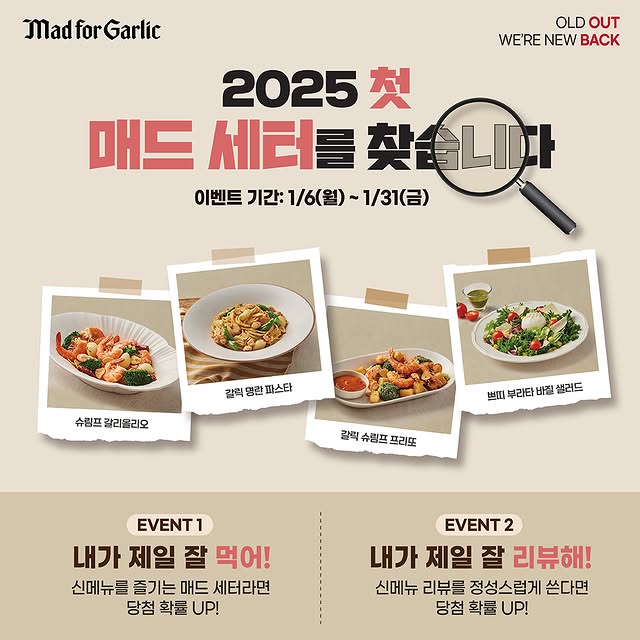 Mad for Garlic
OLD OUT
WE'RE NEW BACK
2025 첫
매드 세터를 찾습니다
이벤트 기간: 1/6(월) ~ 1/31(금)
슈림프 갈리올리오
갈릭 명란 파스타
갈릭 슈림프 프리또
쁘띠 부라타 바질 샐러드
EVENT 1
내가 제일 잘 먹어!
신메뉴를 즐기는 매드 세터라면
당첨 확률 UP!
EVENT 2
내가 제일 잘 리뷰해!
신메뉴 리뷰를 정성스럽게 쓴다면
당첨 확률 UP!